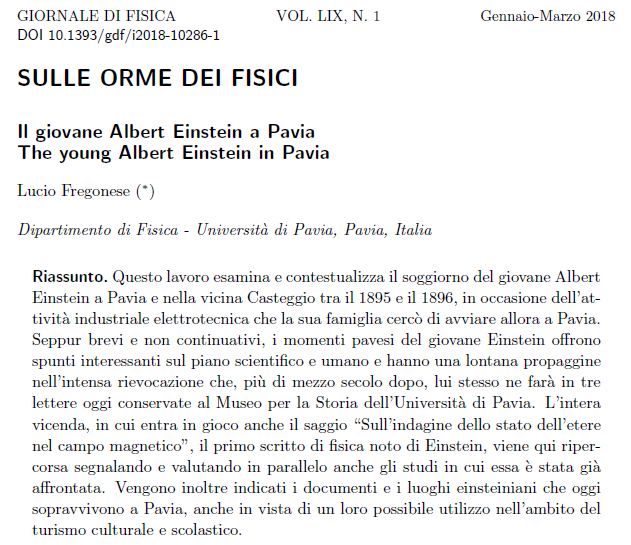 GIORNALE DI FISICA VOL. LIX, N. 1 Gennaio-Marzo 2018
DOI 10.1393/gdf/i2018-10286-1
SULLE ORME DEI FISICI
Il giovane Albert Einstein a Pavia
The young Albert Einstein in Pavia
Lucio Fregonese (*)
Dipartimento di Fisica - Università di Pavia, Pavia, Italia
Riassunto. Questo lavoro esamina e contestualizza il soggiorno del giovane Albert
Einstein a Pavia e nella vicina Casteggio tra il 1895 e il 1896, in occasione dell'at-
tività industriale elettrotecnica che la sua famiglia cercò di avviare allora a Pavia.
Seppur brevi e non continuativi, i momenti pavesi del giovane Einstein offrono
spunti interessanti sul piano scientifico e umano e hanno una lontana propaggine
nell'intensa rievocazione che, più di mezzo secolo dopo, lui stesso ne farà in tre
lettere oggi conservate al Museo per la Storia dell'Università di Pavia. L'intera
vicenda, in cui entra in gioco anche il saggio “Sull'indagine dello stato dell'etere
nel campo magnetico”, il primo scritto di fisica noto di Einstein, viene qui riper-
corsa segnalando e valutando in parallelo anche gli studi in cui essa è stata già
affrontata. Vengono inoltre indicati i documenti e i luoghi einsteiniani che oggi
sopravvivono a Pavia, anche in vista di un loro possibile utilizzo nell'ambito del
turismo culturale e scolastico.